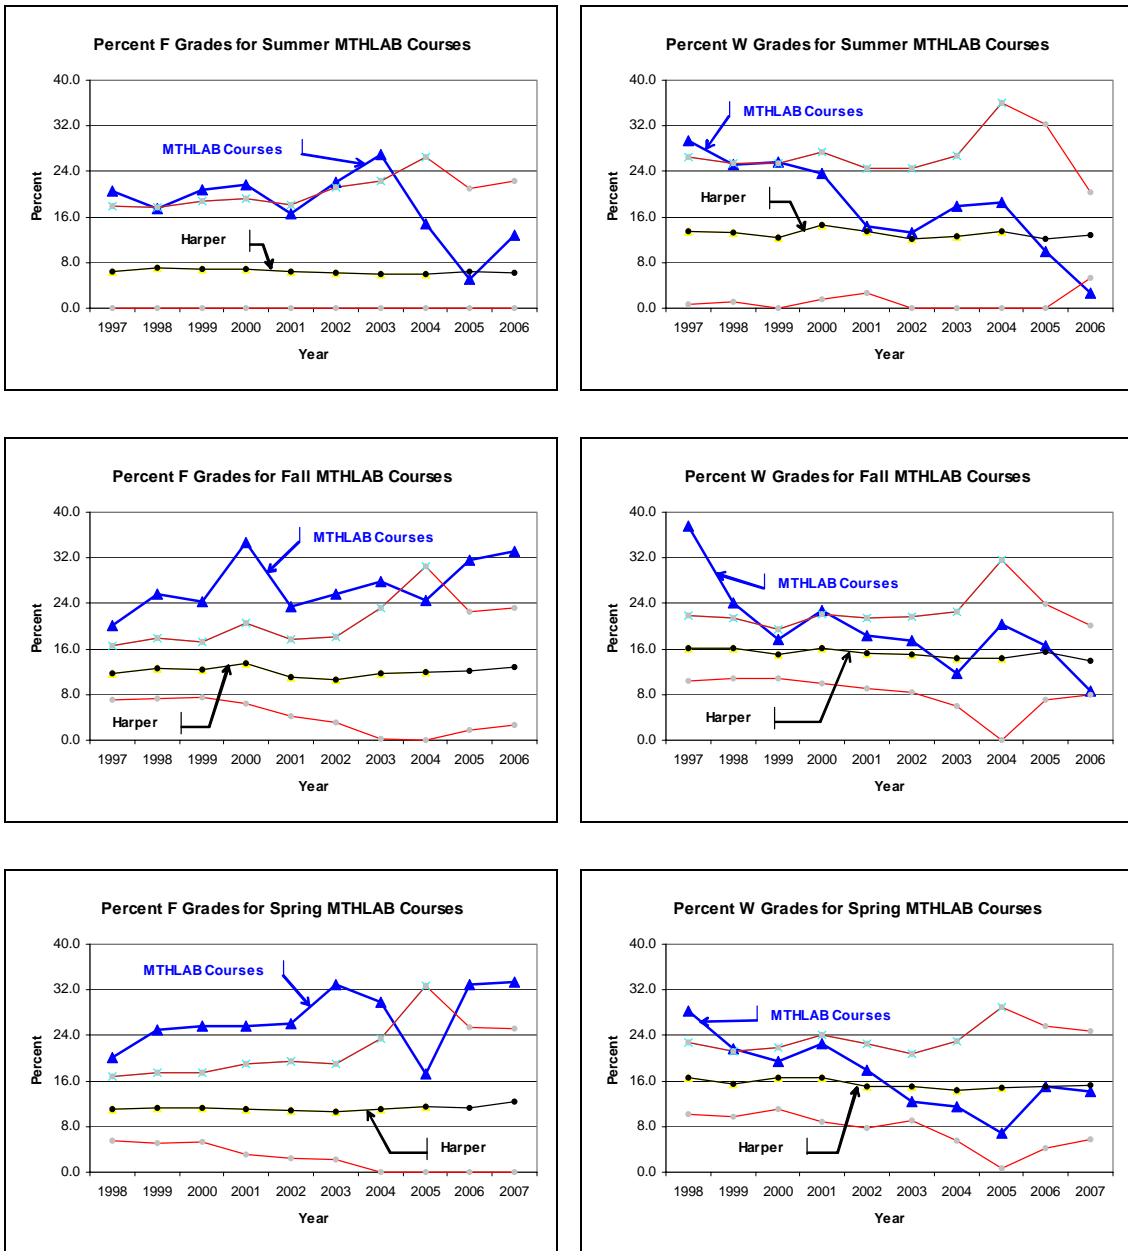 Percent F Grades for Summer MTHLAB Courses
40.0
32.0
24.0
16.0
8.0
0.0
Percent
MTHLAB Courses
Harper
1997 1998 1999 2000 2001 2002 2003 2004 2005 2006
Year
Percent W Grades for Summer MTHLAB Courses
40.0
32.0
24.0
16.0
8.0
0.0
Percent
MTHLAB Courses
Harper
1997 1998 1999 2000 2001 2002 2003 2004 2005 2006
Year
Percent F Grades for Fall MTHLAB Courses
40.0
32.0
24.0
16.0
8.0
0.0
Percent
MTHLAB Courses
Harper
1997 1998 1999 2000 2001 2002 2003 2004 2005 2006
Year
Percent W Grades for Fall MTHLAB Courses
40.0
32.0
24.0
16.0
8.0
0.0
Percent
MTHLAB Courses
Harper
1997 1998 1999 2000 2001 2002 2003 2004 2005 2006
Year
Percent F Grades for Spring MTHLAB Courses
40.0
32.0
24.0
16.0
8.0
0.0
Percent
MTHLAB Courses
Harper
1998 1999 2000 2001 2002 2003 2004 2005 2006 2007
Year
Percent W Grades for Spring MTHLAB Courses
40.0
32.0
24.0
16.0
8.0
0.0
Percent
MTHLAB Courses
Harper
1998 1999 2000 2001 2002 2003 2004 2005 2006 2007
Year